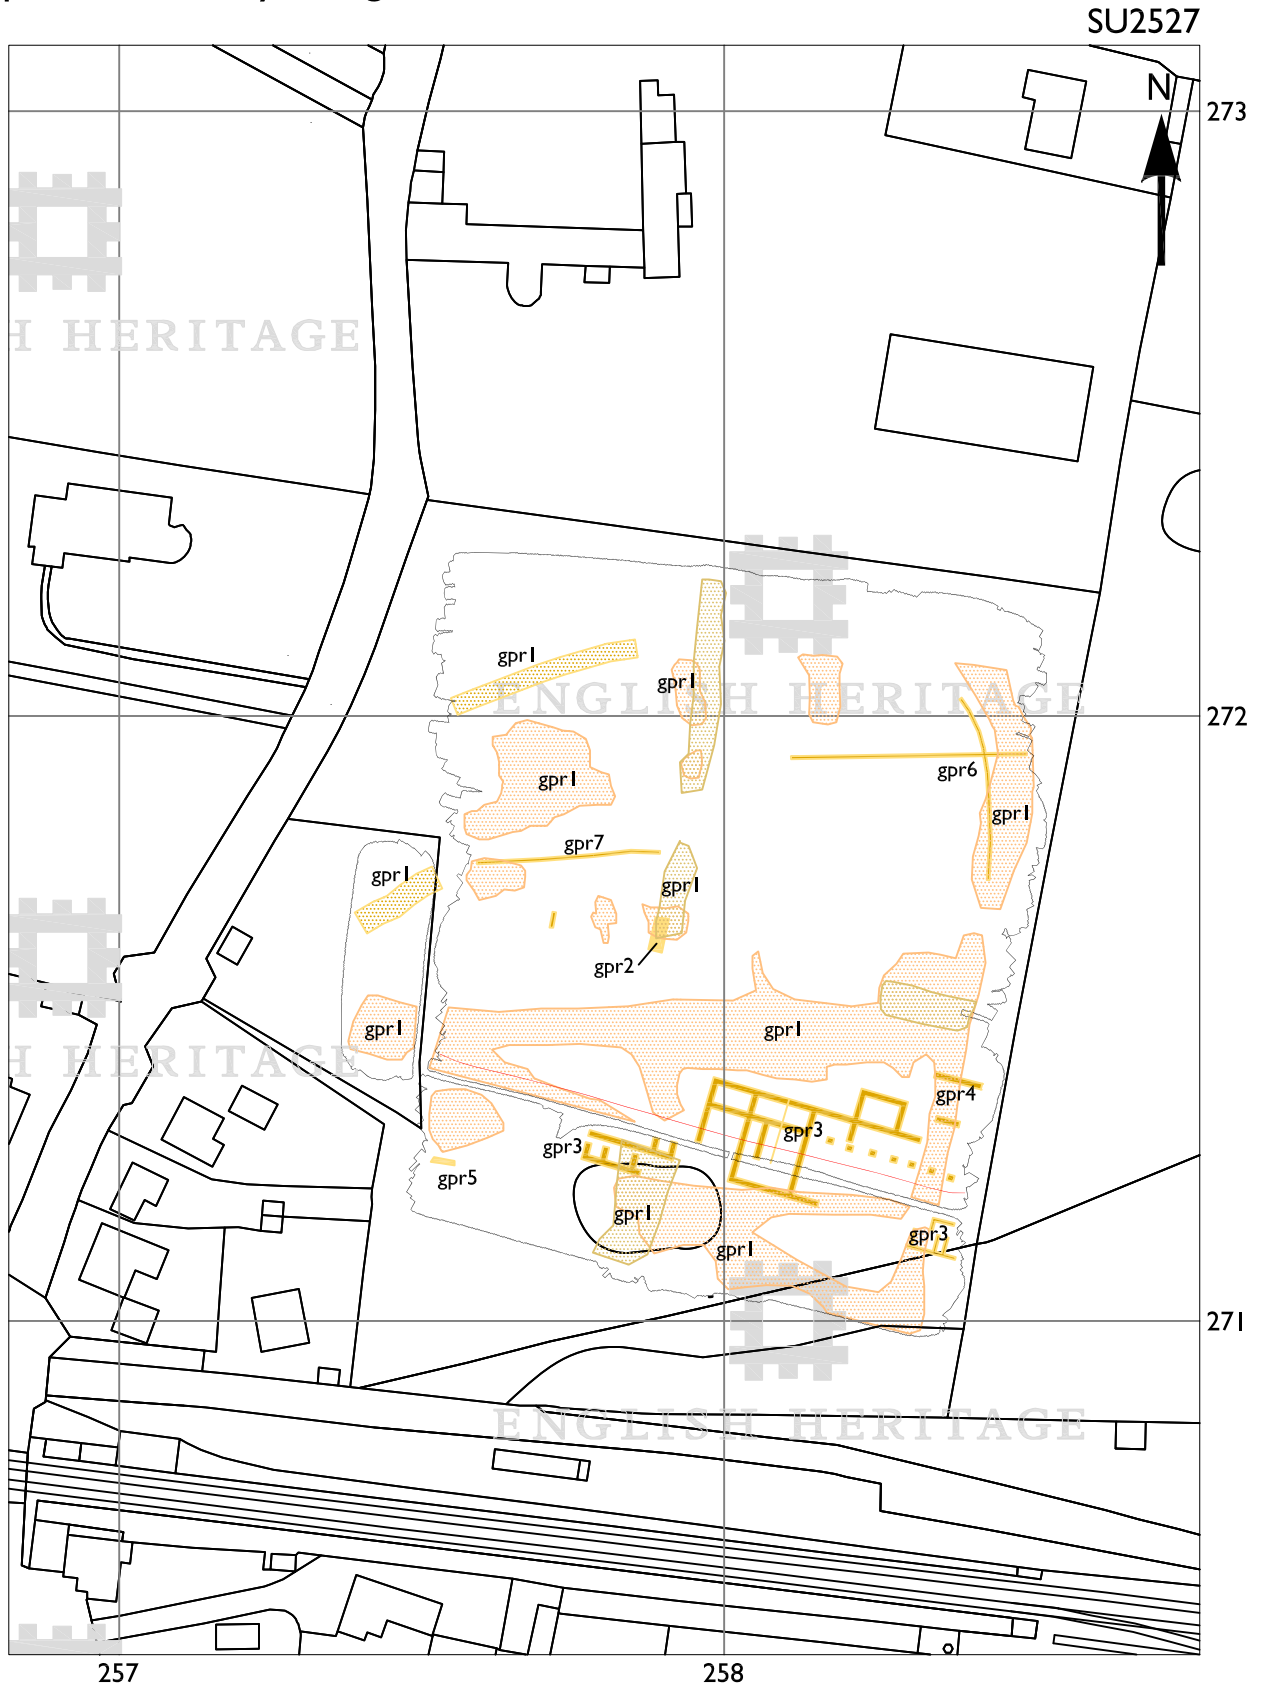 SU2527
N
273
H HERITAGE
gpr1
gpr1
ENGLISH HERITAGE
272
gpr6
gpr1
gpr1
gpr7
gpr1
gpr1
gpr2
gpr1
gpr1
H HERITAGE
gpr4
gpr3
gpr3
gpr5
gpr1
gpr3
gpr1
271
ENGLISH HERITAGE
257
258